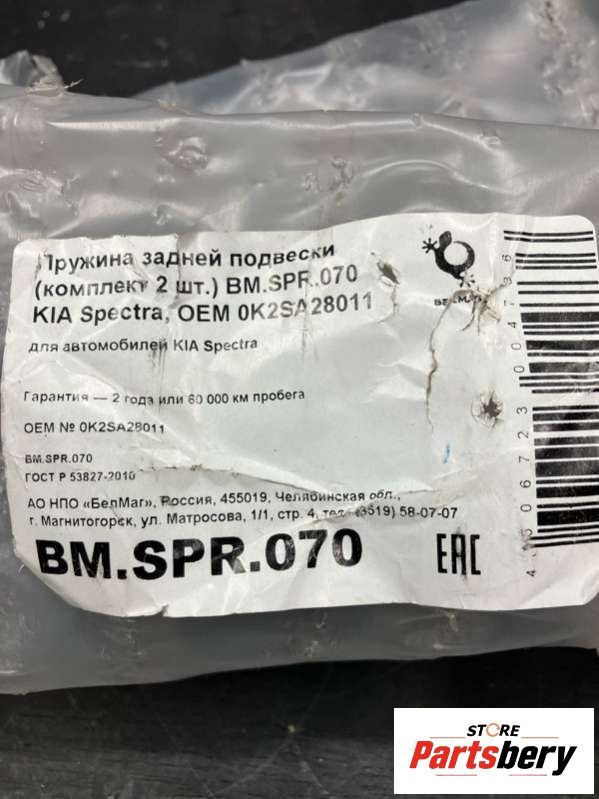 Пружина задней подвески
(комплект 2 шт.) BM.SPR.070
KIA Spectra, OEM 0K2SA28011
для автомобилей KIA Spectra
Гарантия — 2 года или 60 000 км пробега
OEM № 0K2SA28011
BM.SPR.070
ГОСТ Р 53827-2010
АО НПО «БелМаг», Россия, 455019, Челябинская обл.,
г. Магнитогорск, ул. Матросова, 1/1, стр. 4, тел. (3519) 58-07-07
BM.SPR.070
EAC
STORE
Partsbery